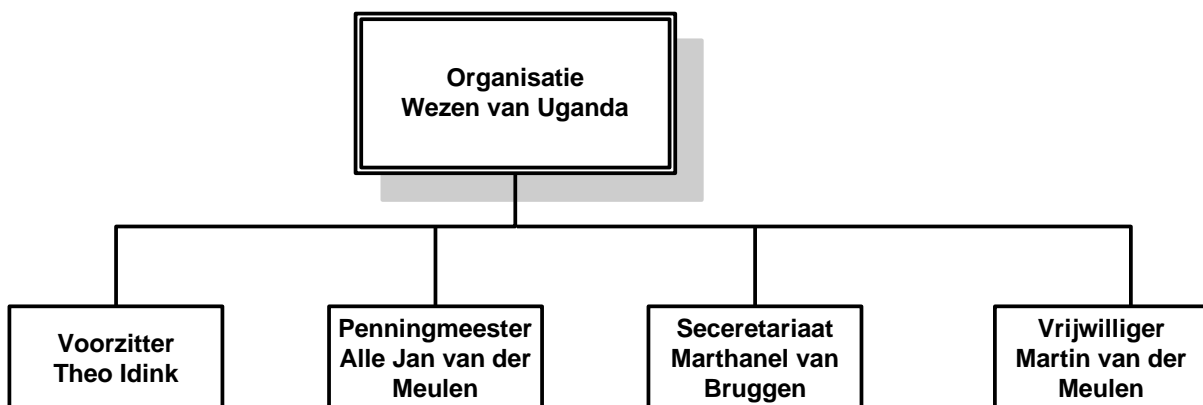 Organisatie
Wezen van Uganda
Voorzitter
Theo Idink
Penningmeester
Alle Jan van der
Meulen
Seceretariaat
Marthanel van
Bruggen
Vrijwilliger
Martin van der
Meulen